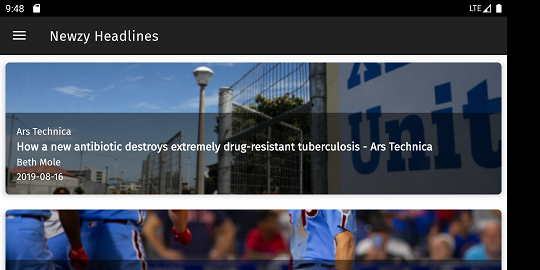 9:48
LTE
Newzy Headlines
Unit
Ars Technica
How a new antibiotic destroys extremely drug-resistant tuberculosis - Ars Technica
Beth Mole
2019-08-16